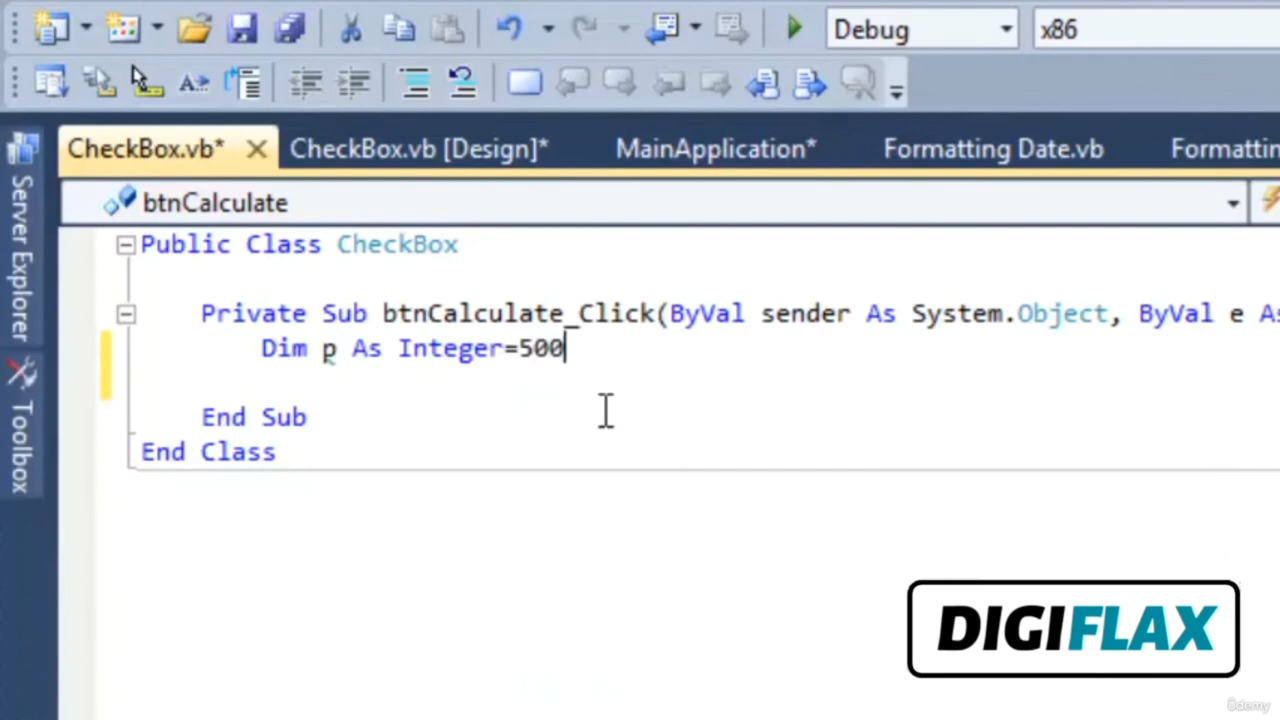 Debug
x86
CheckBox.vb*
CheckBox.vb [Design]*
MainApplication*
Formatting Date.vb
Server Explorer
Toolbox
btnCalculate
Public Class CheckBox
Private Sub btnCalculate_Click(ByVal sender As System.Object, ByVal e As
Dim p As Integer=500
End Sub
End Class
DIGIFLAX
ûdemy